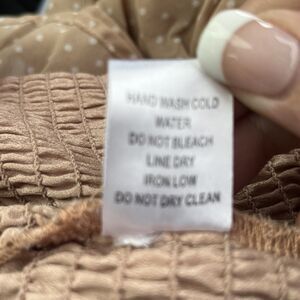 HAND WASH COLD
WATER
DO NOT BLEACH
LINE DRY
IRON LOW
DO NOT DRY CLEAN